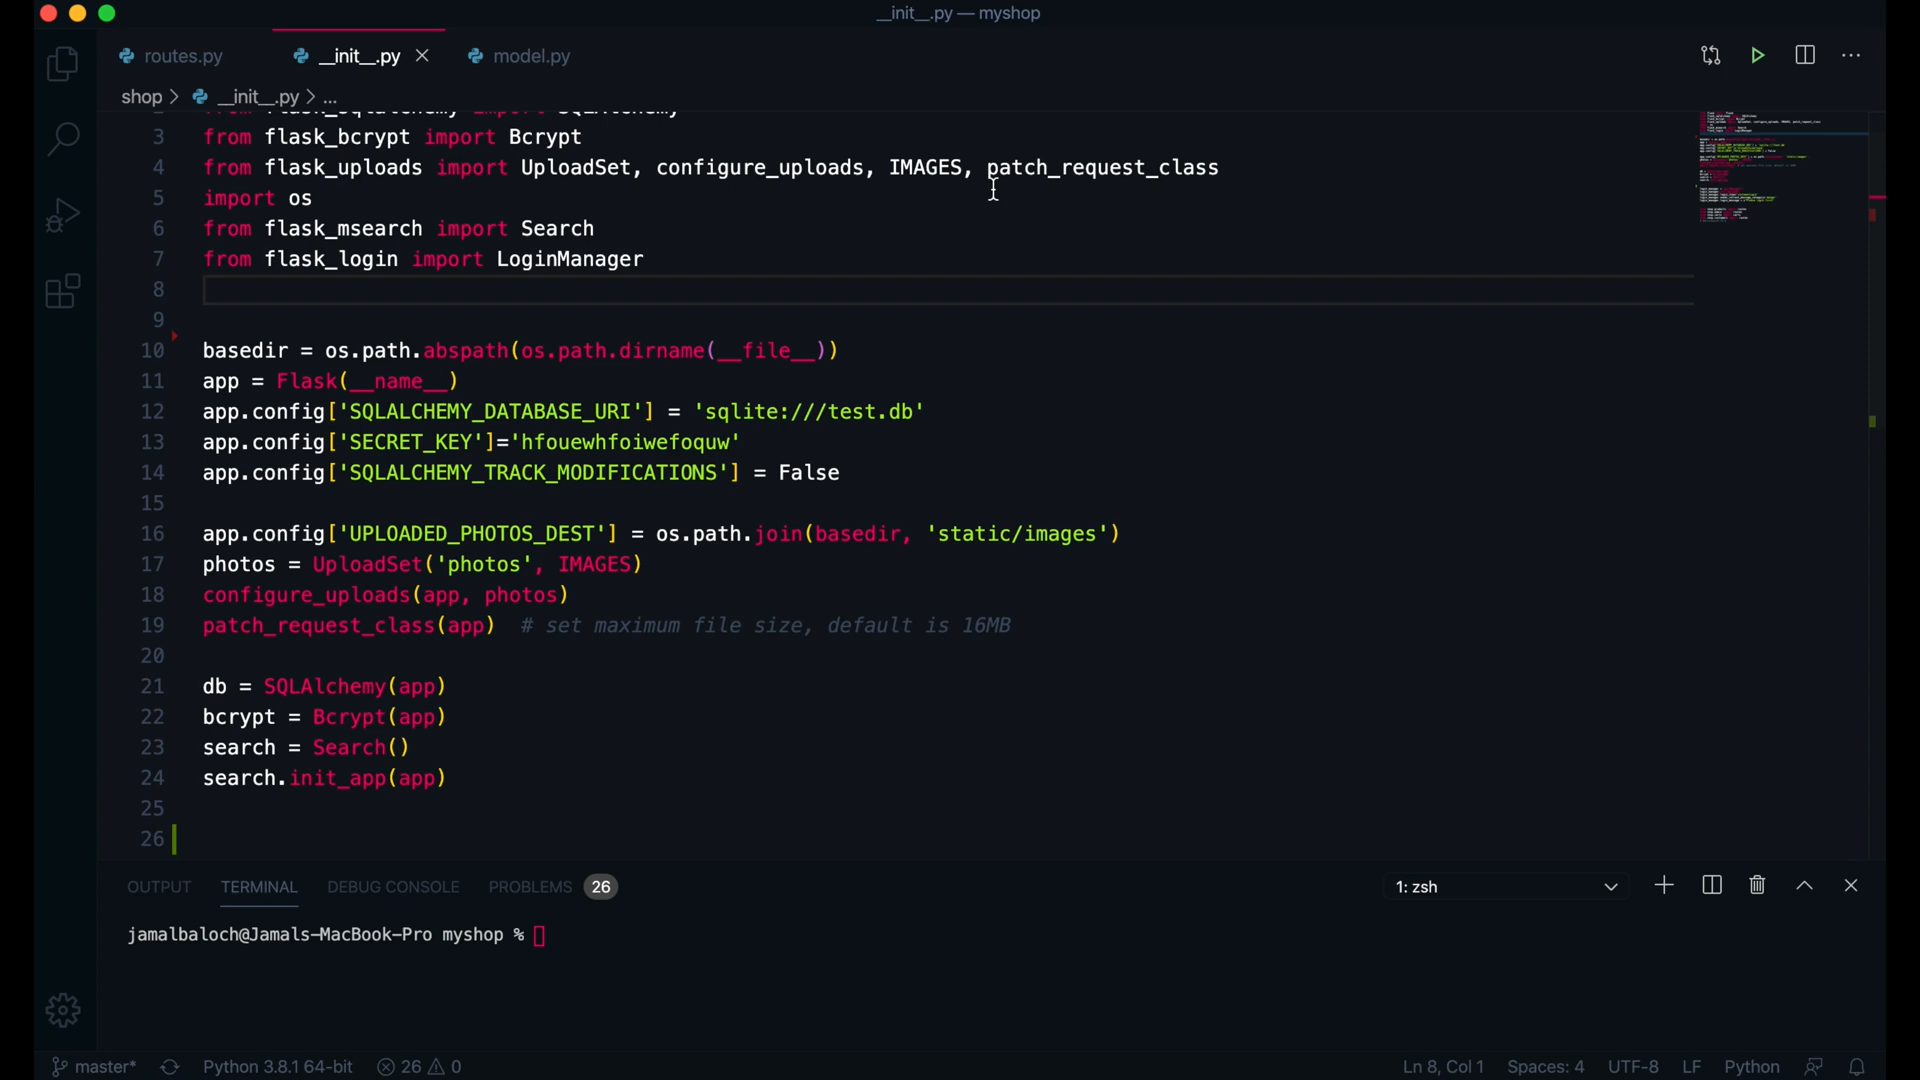 __init__.py — myshop
routes.py
__init__.py
model.py
shop > __init__.py > ...
from flask_sqlalchemy import SQLAlchemy
3 from flask_bcrypt import Bcrypt
4 from flask_uploads import UploadSet, configure_uploads, IMAGES, patch_request_class
5 import os
6 from flask_msearch import Search
7 from flask_login import LoginManager
8
9
10 basedir = os.path.abspath(os.path.dirname(__file__))
11 app = Flask(__name__)
12 app.config['SQLALCHEMY_DATABASE_URI'] = 'sqlite:///test.db'
13 app.config['SECRET_KEY']='hfouewhfoiwefoquw'
14 app.config['SQLALCHEMY_TRACK_MODIFICATIONS'] = False
15
16 app.config['UPLOADED_PHOTOS_DEST'] = os.path.join(basedir, 'static/images')
17 photos = UploadSet('photos', IMAGES)
18 configure_uploads(app, photos)
19 patch_request_class(app)  # set maximum file size, default is 16MB
20
21 db = SQLAlchemy(app)
22 bcrypt = Bcrypt(app)
23 search = Search()
24 search.init_app(app)
25
26
OUTPUT TERMINAL DEBUG CONSOLE PROBLEMS 26 1: zsh
jamalbaloch@Jamals-MacBook-Pro myshop %
master* Python 3.8.1 64-bit 26 0 Ln 8, Col 1 Spaces: 4 UTF-8 LF Python